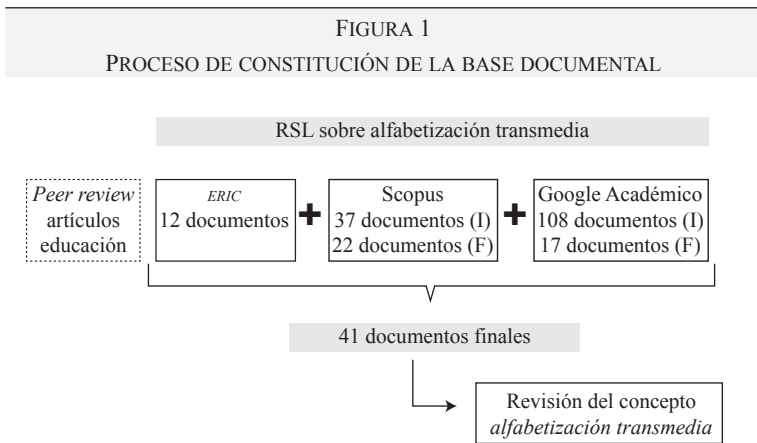 FIGURA 1
PROCESO DE CONSTITUCIÓN DE LA BASE DOCUMENTAL
RSL sobre alfabetización transmedia
Peer review
artículos
educación
ERIC
12 documentos
+
Scopus
37 documentos (I)
22 documentos (F)
+
Google Académico
108 documentos (I)
17 documentos (F)
41 documentos finales
Revisión del concepto
alfabetización transmedia